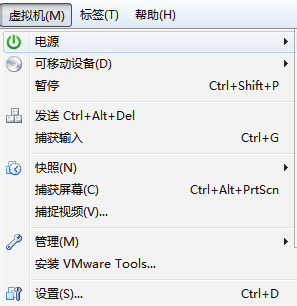 虚拟机(M) 标签(T) 帮助(H)
电源
可移动设备(D)
暂停 Ctrl+Shift+P
发送 Ctrl+Alt+Del
捕获输入 Ctrl+G
快照(N)
捕获屏幕(C) Ctrl+Alt+PrtScn
捕捉视频(V)...
管理(M)
安装 VMware Tools...
设置(S)... Ctrl+D